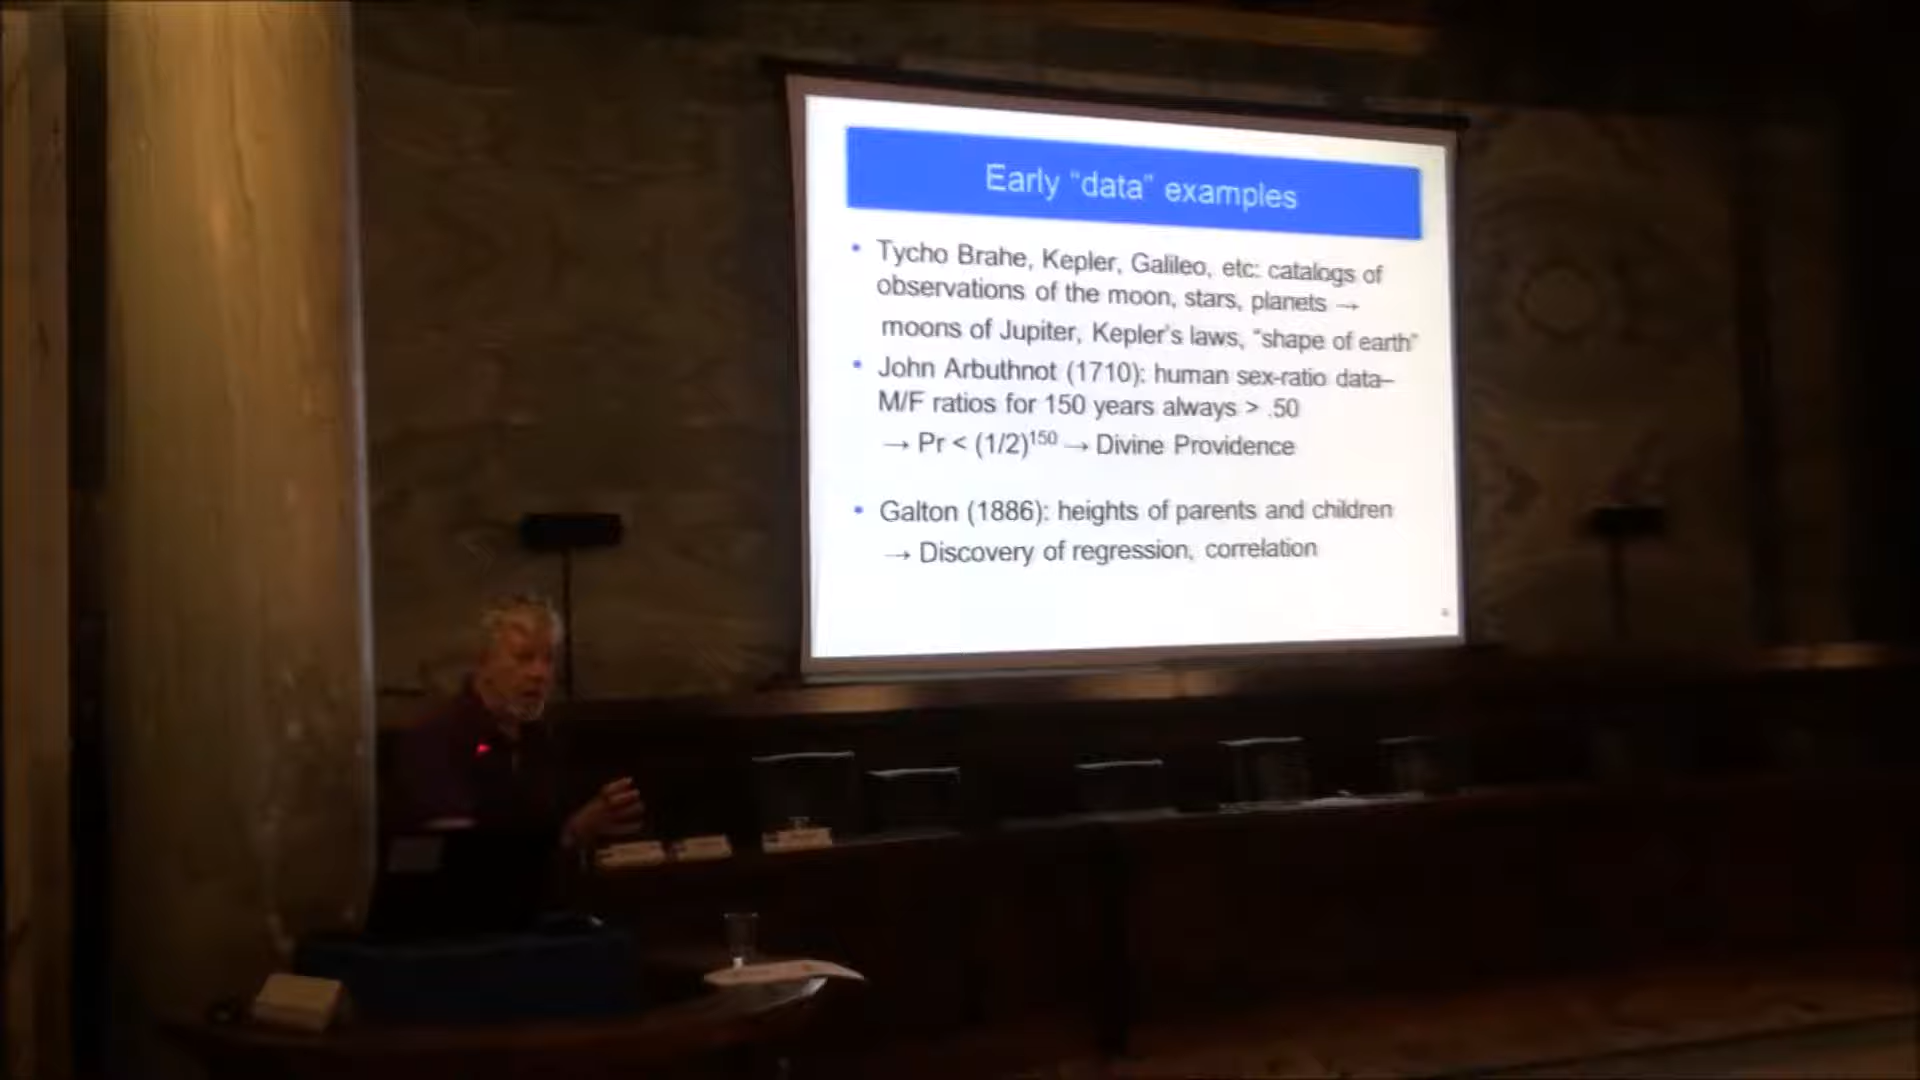 Early “data” examples
• Tycho Brahe, Kepler, Galileo, etc: catalogs of
observations of the moon, stars, planets →
moons of Jupiter, Kepler's laws, “shape of earth”
• John Arbuthnot (1710): human sex-ratio data–
M/F ratios for 150 years always > .50
→ Pr < (1/2)¹⁵⁰ → Divine Providence
• Galton (1886): heights of parents and children
→ Discovery of regression, correlation